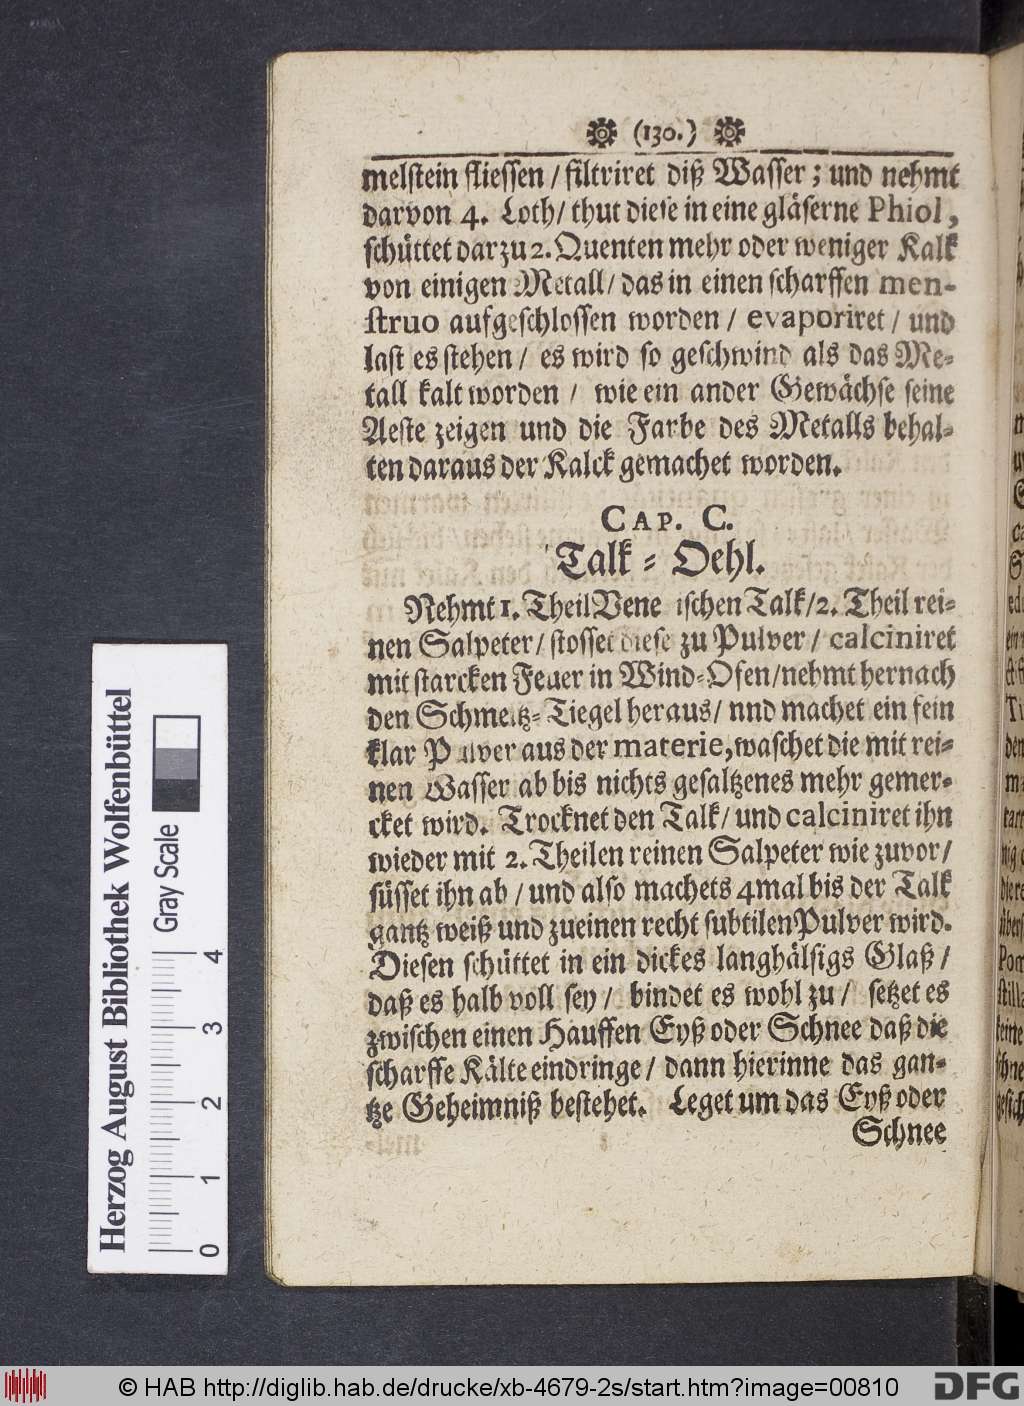 (130.)
melstein fliessen / filtriret diß Wasser; und nehmt
darvon 4. Loth / thut diese in eine gläserne Phiol,
schüttet darzu 2. Quenten mehr oder weniger Kalk
von einigen Metall / das in einen scharffen men-
struo aufgeschlossen worden / evaporiret / und
last es stehen / es wird so geschwind als das Me-
tall kalt worden / wie ein ander Gewächse seine
Aeste zeigen und die Farbe des Metalls behal-
ten daraus der Kalck gemachet worden.
CAP. C.
Talk-Oehl.
Nehmt 1. Theil Vene ischen Talk / 2. Theil rei-
nen Salpeter / stosset diese zu Pulver / calciniret
mit starcken Feuer in Wind-Ofen / nehmt hernach
den Schmeltz-Tiegel heraus / nnd machet ein fein
klar Pulver aus der materie, waschet die mit rei-
nen Wasser ab bis nichts gesaltzenes mehr gemer-
cket wird. Trocknet den Talk / und calciniret ihn
wieder mit 2. Theilen reinen Salpeter wie zuvor /
süsset ihn ab / und also machets 4mal bis der Talk
gantz weiß und zueinen recht subtilen Pulver wird.
Diesen schüttet in ein dickes langhälsigs Glaß /
daß es halb voll sey / bindet es wohl zu / setzet es
zwischen einen Hauffen Eyß oder Schnee daß die
scharffe Kälte eindringe / dann hierinne das gan-
tze Geheimniß bestehet. Leget um das Eyß oder
Schnee
Herzog August Bibliothek Wolfenbüttel
Gray Scale
0 1 2 3 4
© HAB http://diglib.hab.de/drucke/xb-4679-2s/start.htm?image=00810
DFG